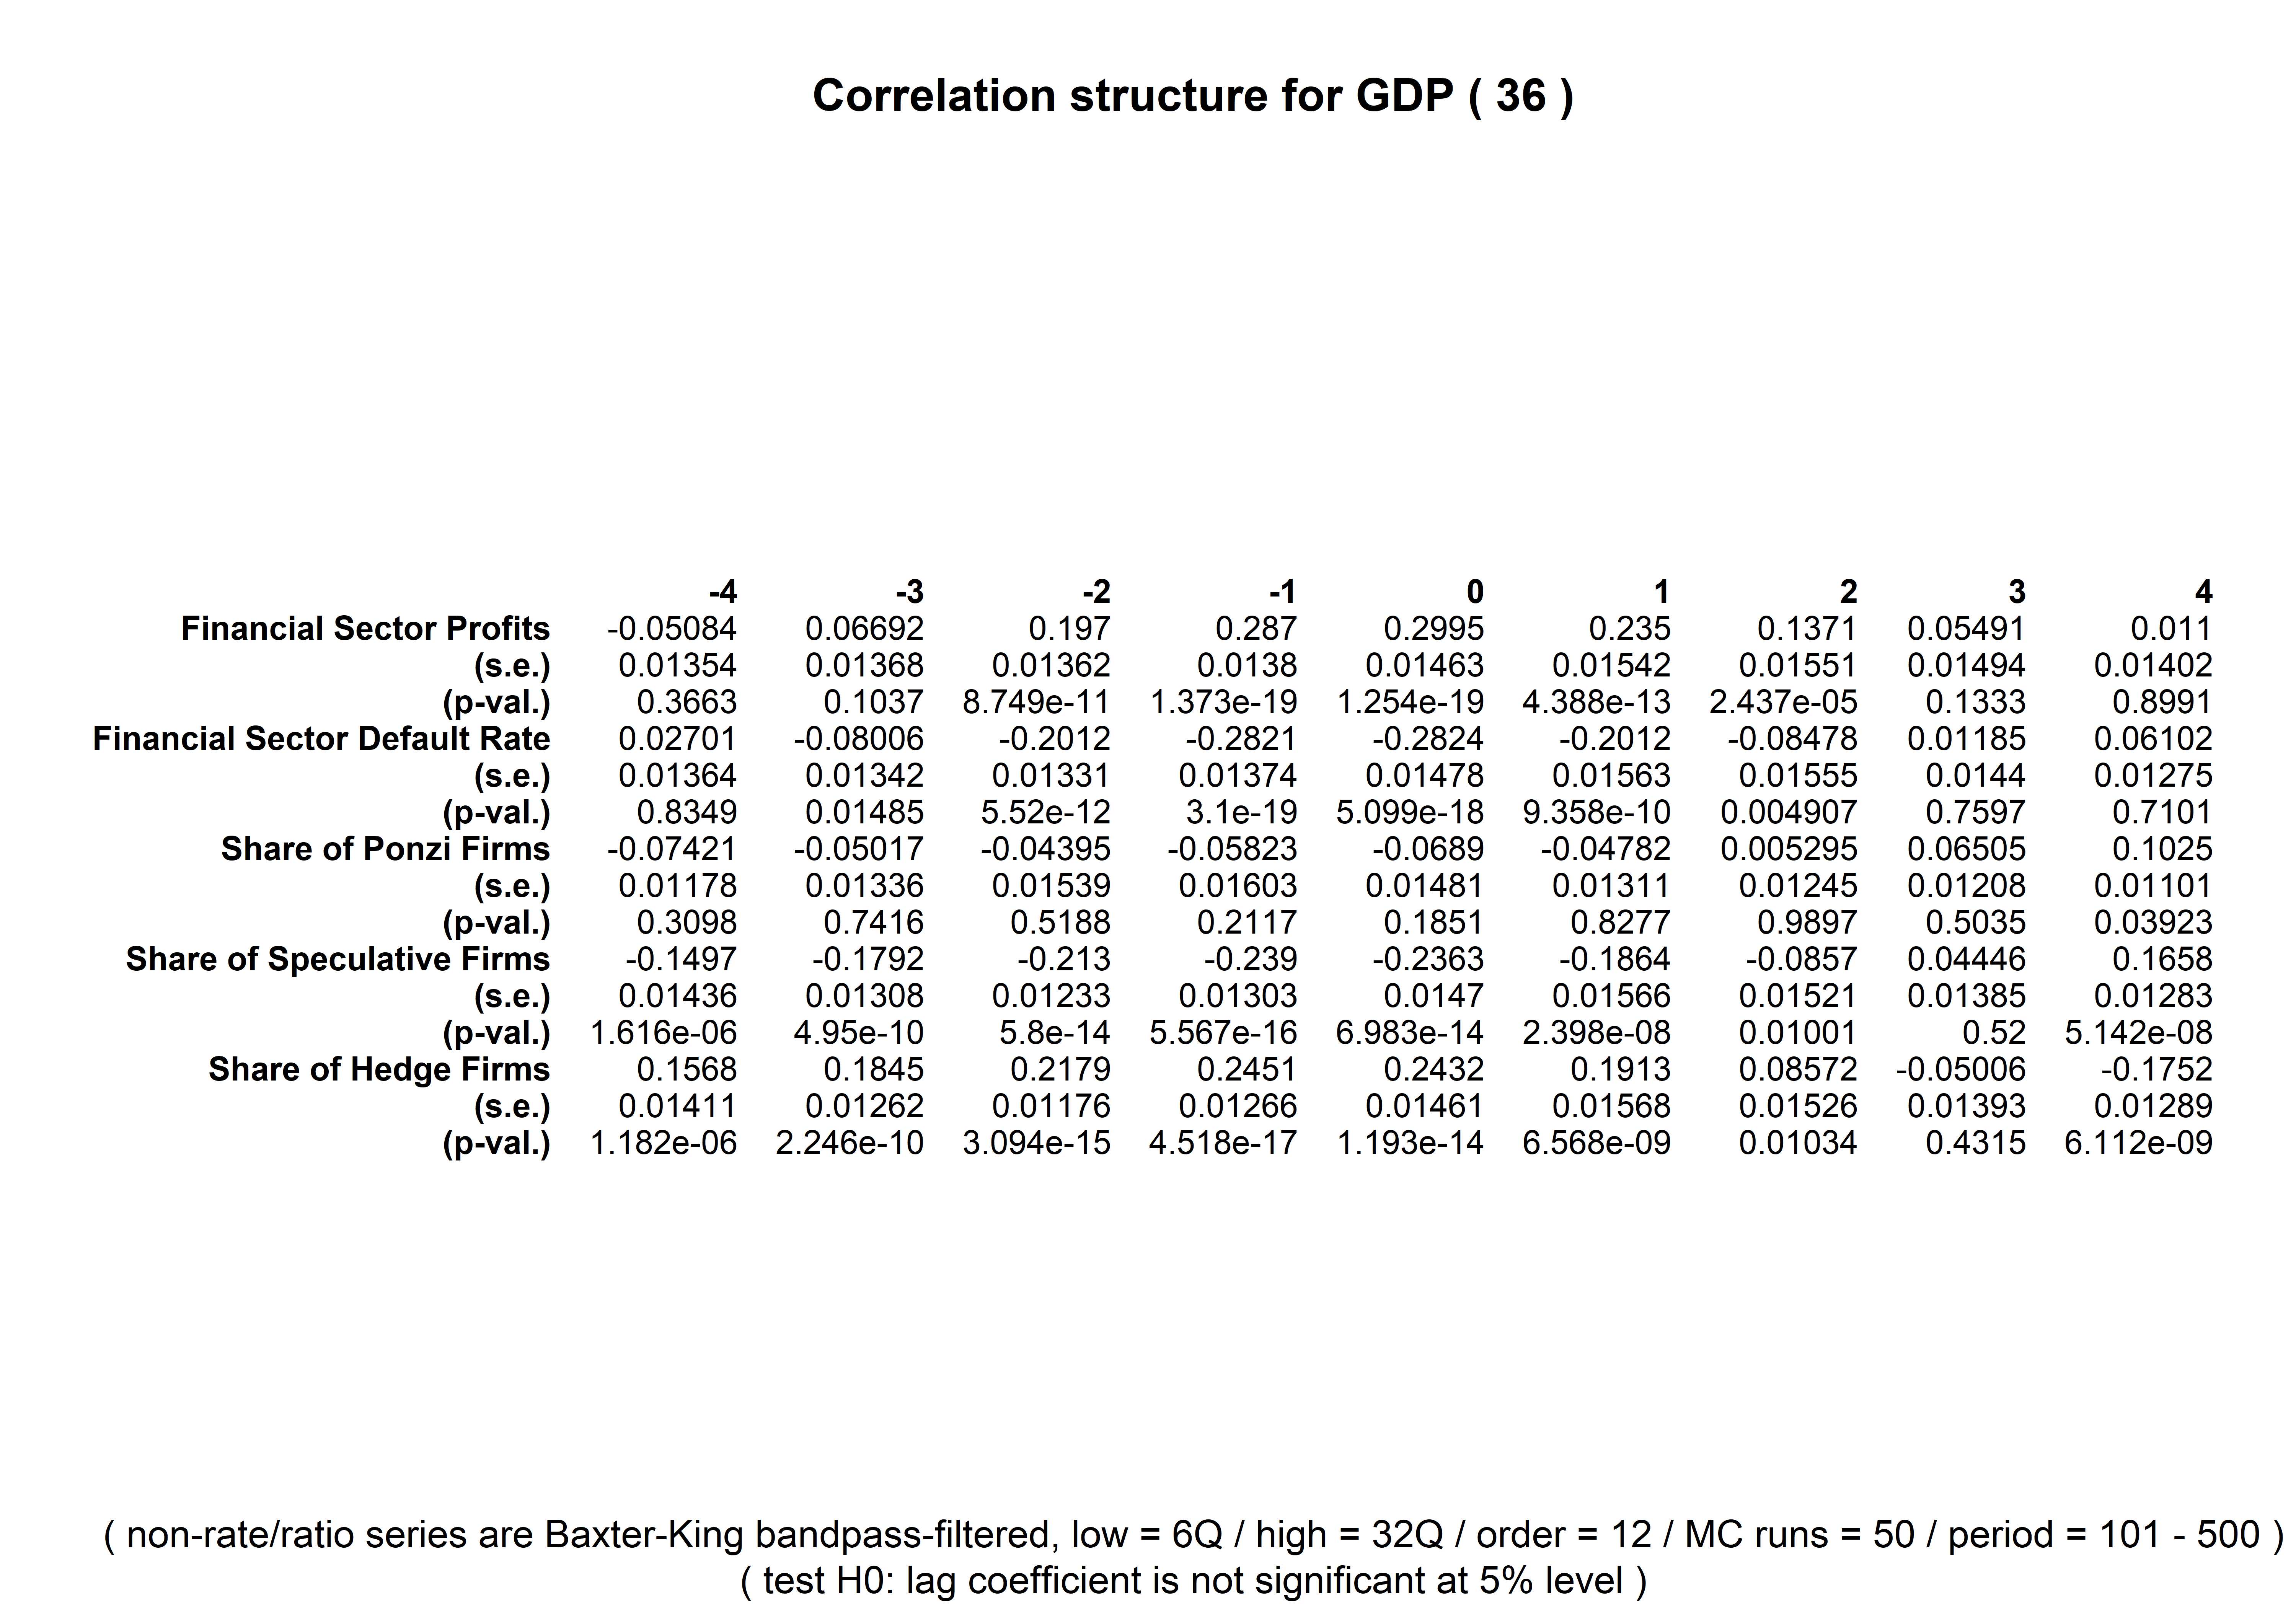 Correlation structure for GDP ( 36 )
-4 -3 -2 -1 0 1 2 3 4
Financial Sector Profits -0.05084 0.06692 0.197 0.287 0.2995 0.235 0.1371 0.05491 0.011
(s.e.) 0.01354 0.01368 0.01362 0.0138 0.01463 0.01542 0.01551 0.01494 0.01402
(p-val.) 0.3663 0.1037 8.749e-11 1.373e-19 1.254e-19 4.388e-13 2.437e-05 0.1333 0.8991
Financial Sector Default Rate 0.02701 -0.08006 -0.2012 -0.2821 -0.2824 -0.2012 -0.08478 0.01185 0.06102
(s.e.) 0.01364 0.01342 0.01331 0.01374 0.01478 0.01563 0.01555 0.0144 0.01275
(p-val.) 0.8349 0.01485 5.52e-12 3.1e-19 5.099e-18 9.358e-10 0.004907 0.7597 0.7101
Share of Ponzi Firms -0.07421 -0.05017 -0.04395 -0.05823 -0.0689 -0.04782 0.005295 0.06505 0.1025
(s.e.) 0.01178 0.01336 0.01539 0.01603 0.01481 0.01311 0.01245 0.01208 0.01101
(p-val.) 0.3098 0.7416 0.5188 0.2117 0.1851 0.8277 0.9897 0.5035 0.03923
Share of Speculative Firms -0.1497 -0.1792 -0.213 -0.239 -0.2363 -0.1864 -0.0857 0.04446 0.1658
(s.e.) 0.01436 0.01308 0.01233 0.01303 0.0147 0.01566 0.01521 0.01385 0.01283
(p-val.) 1.616e-06 4.95e-10 5.8e-14 5.567e-16 6.983e-14 2.398e-08 0.01001 0.52 5.142e-08
Share of Hedge Firms 0.1568 0.1845 0.2179 0.2451 0.2432 0.1913 0.08572 -0.05006 -0.1752
(s.e.) 0.01411 0.01262 0.01176 0.01266 0.01461 0.01568 0.01526 0.01393 0.01289
(p-val.) 1.182e-06 2.246e-10 3.094e-15 4.518e-17 1.193e-14 6.568e-09 0.01034 0.4315 6.112e-09
( non-rate/ratio series are Baxter-King bandpass-filtered, low = 6Q / high = 32Q / order = 12 / MC runs = 50 / period = 101 - 500 )
( test H0: lag coefficient is not significant at 5% level )